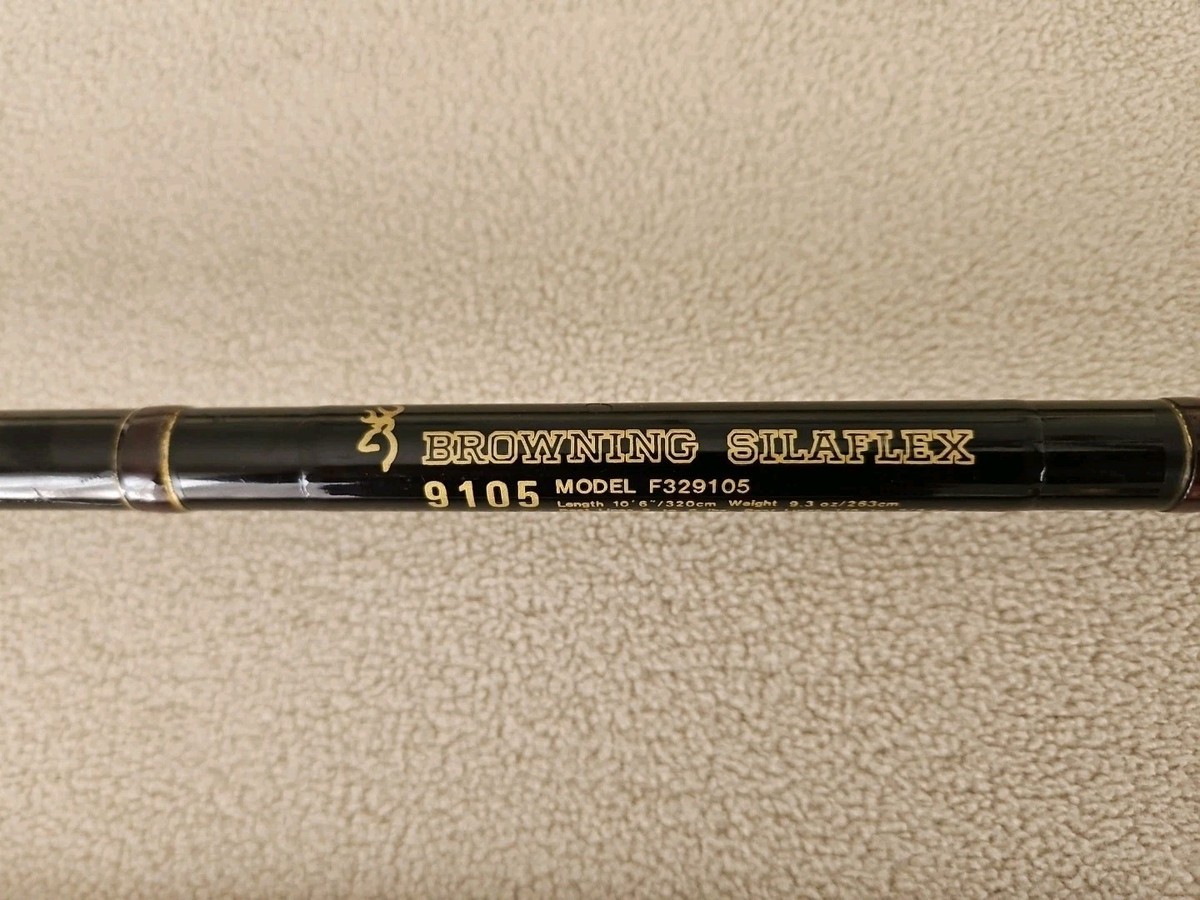 BROWNING SILAFLEX
9105 MODEL F329105
Length 10'6"/320cm Weight 9.3 oz/263cm